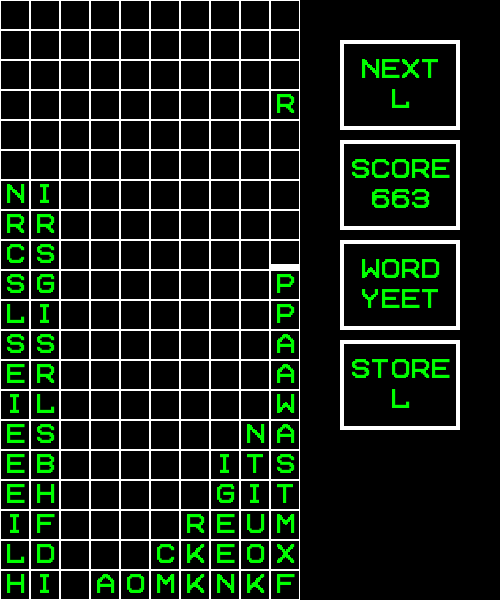 R
N I
R R
C S
S G P
L I P
S S A
E R A
I L W
E S N A
E B I T S
E H G I T
I F R E U M
L D C K E O X
H I A O M K N K F
NEXT
L
SCORE
663
WORD
YEET
STORE
L